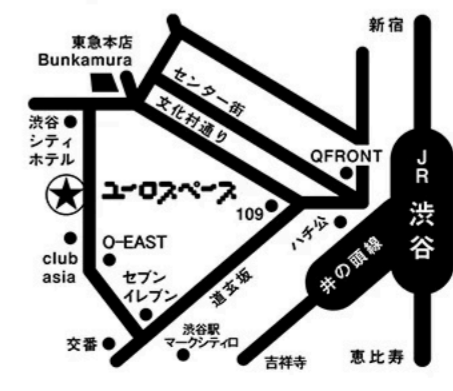 新宿
東急本店
Bunkamura
センター街
文化村通り
渋谷
シティ
ホテル
QFRONT
JR 渋谷
ユーロスペース
109
ハチ公
井の頭線
club
asia
O-EAST
セブン
イレブン
道玄坂
交番
渋谷駅
マークシティ口
吉祥寺
恵比寿